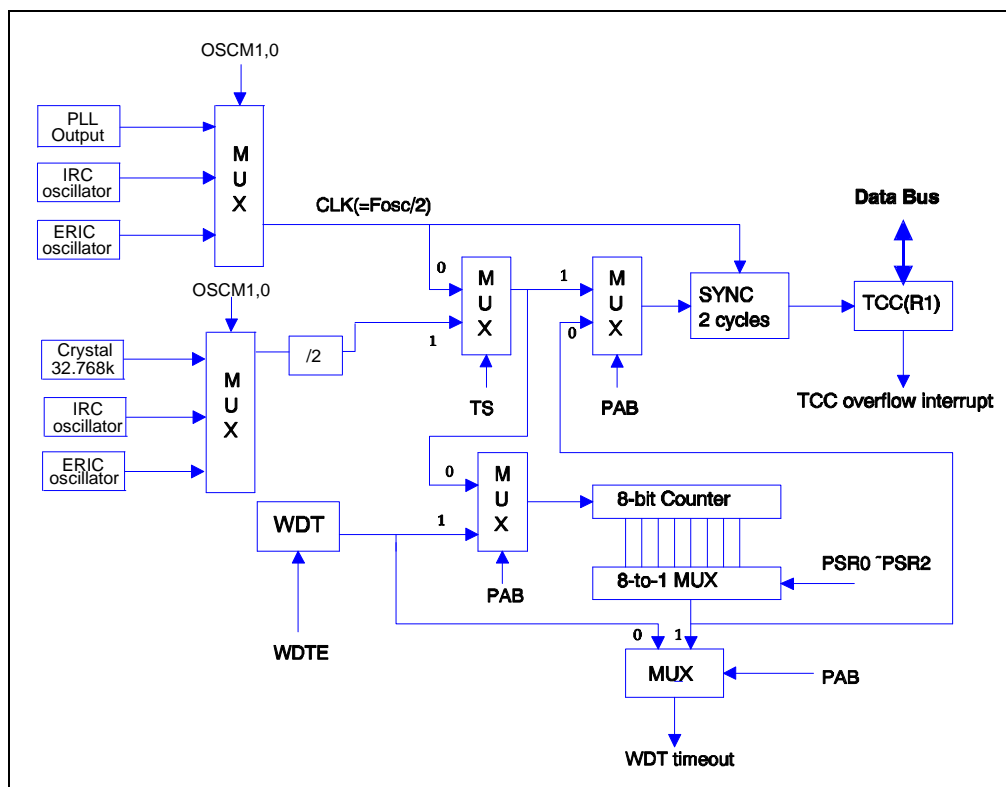 OSCM1,0
PLL
Output
IRC
oscillator
ERIC
oscillator
M
U
X
CLK(=Fosc/2)
Data Bus
OSCM1,0
0
1
M
U
X
TS
1
0
M
U
X
PAB
SYNC
2 cycles
TCC(R1)
TCC overflow interrupt
Crystal
32.768k
IRC
oscillator
ERIC
oscillator
M
U
X
/2
0
1
M
U
X
PAB
WDT
WDTE
8-bit Counter
8-to-1 MUX
PSR0 ~PSR2
0
1
MUX
PAB
WDT timeout